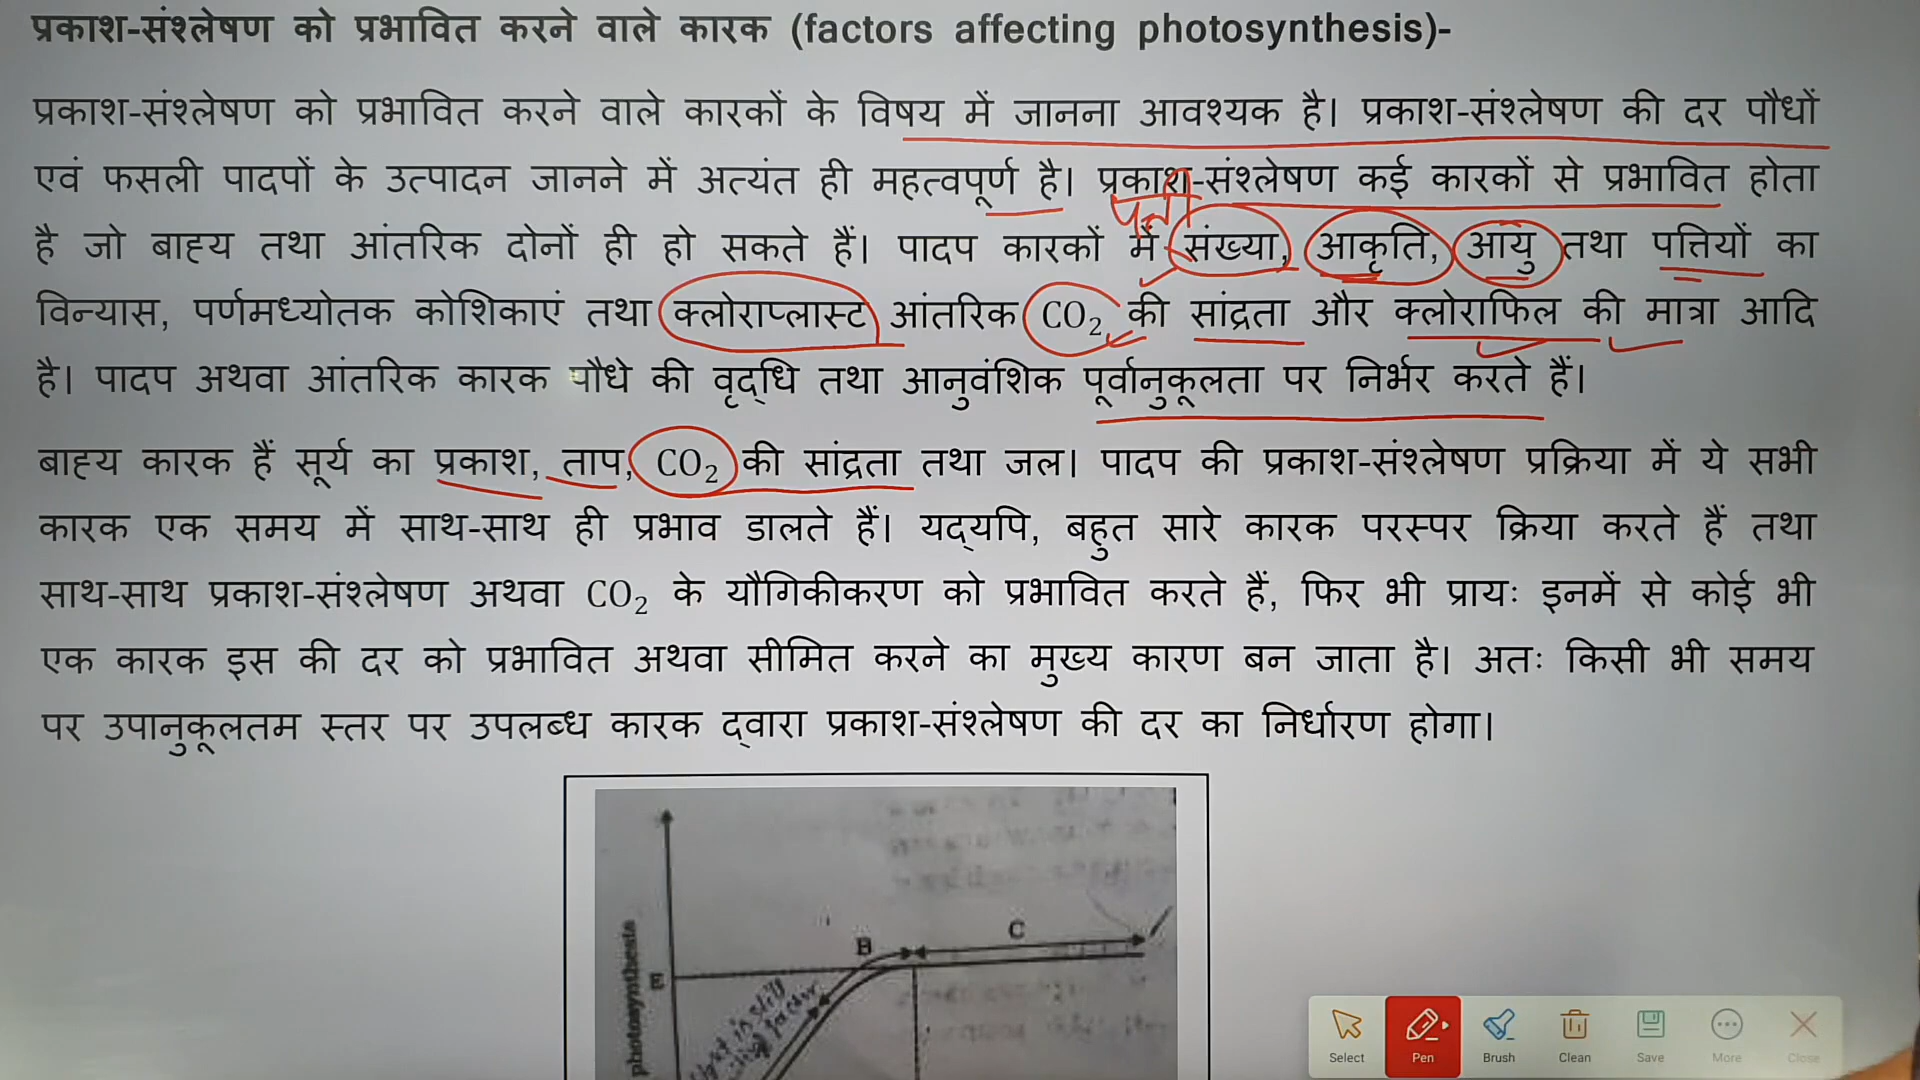 प्रकाश-संश्लेषण को प्रभावित करने वाले कारक (factors affecting photosynthesis)-
प्रकाश-संश्लेषण को प्रभावित करने वाले कारकों के विषय में जानना आवश्यक है। प्रकाश-संश्लेषण की दर पौधों
एवं फसली पादपों के उत्पादन जानने में अत्यंत ही महत्वपूर्ण है। प्रकाश-संश्लेषण कई कारकों से प्रभावित होता
है जो बाह्य तथा आंतरिक दोनों ही हो सकते हैं। पादप कारकों में संख्या, आकृति, आयु तथा पत्तियों का
विन्यास, पर्णमध्योतक कोशिकाएं तथा क्लोराप्लास्ट आंतरिक CO₂ की सांद्रता और क्लोराफिल की मात्रा आदि
है। पादप अथवा आंतरिक कारक पौधे की वृद्धि तथा आनुवंशिक पूर्वानुकूलता पर निर्भर करते हैं।
बाह्य कारक हैं सूर्य का प्रकाश, ताप, CO₂ की सांद्रता तथा जल। पादप की प्रकाश-संश्लेषण प्रक्रिया में ये सभी
कारक एक समय में साथ-साथ ही प्रभाव डालते हैं। यद्यपि, बहुत सारे कारक परस्पर क्रिया करते हैं तथा
साथ-साथ प्रकाश-संश्लेषण अथवा CO₂ के यौगिकीकरण को प्रभावित करते हैं, फिर भी प्रायः इनमें से कोई भी
एक कारक इस की दर को प्रभावित अथवा सीमित करने का मुख्य कारण बन जाता है। अतः किसी भी समय
पर उपानुकूलतम स्तर पर उपलब्ध कारक द्वारा प्रकाश-संश्लेषण की दर का निर्धारण होगा।
B
C
E
photosynthesis
factor
Select
Pen
Brush
Clean
Save
More
Close